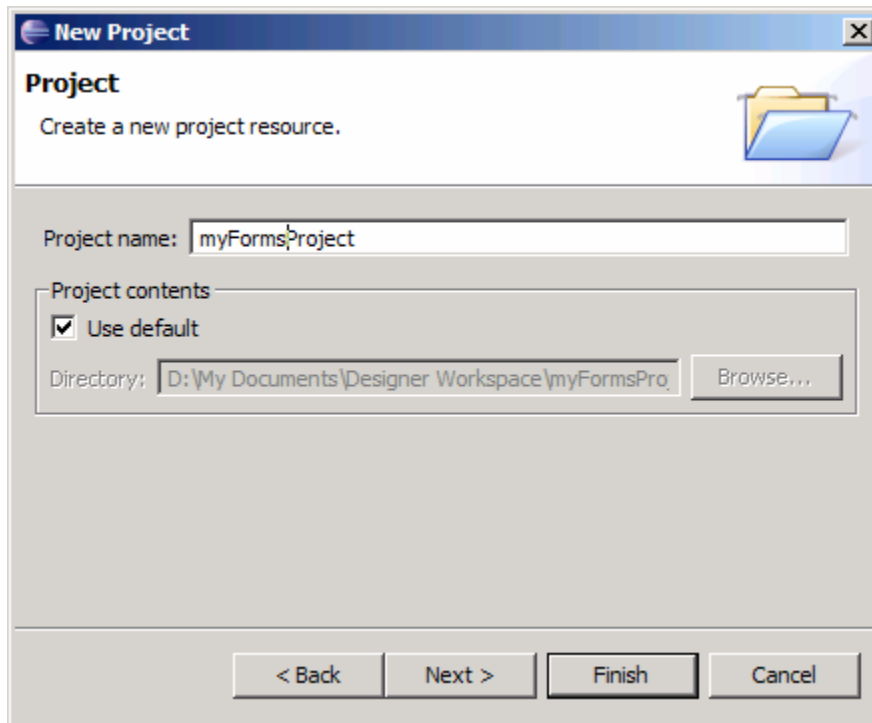 New Project
Project
Create a new project resource.
Project name: myFormsProject
Project contents
Use default
Directory: D:\My Documents\Designer Workspace\myFormsProj Browse...
< Back Next > Finish Cancel